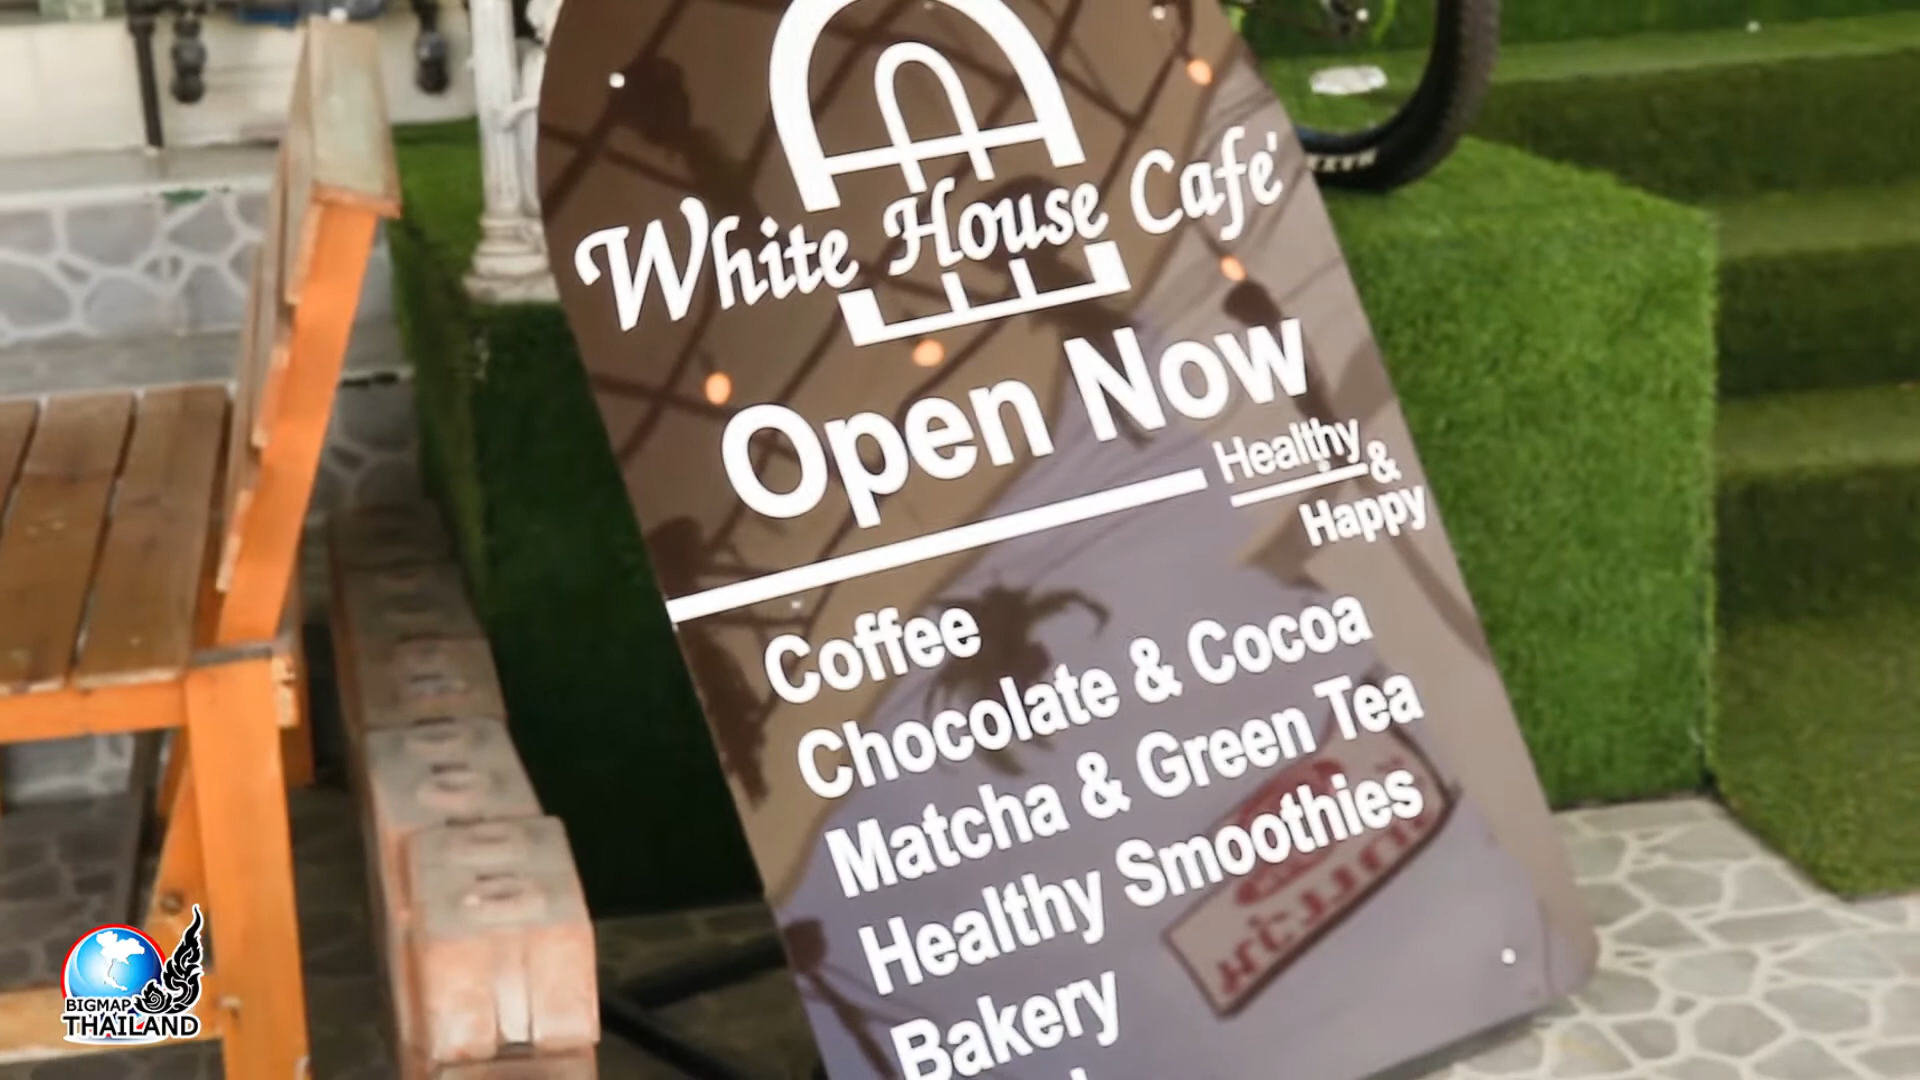 White House Cafe'
Open Now
Healthy
&
Happy
Coffee
Chocolate & Cocoa
Matcha & Green Tea
Healthy Smoothies
Bakery
BIGMAP
THAILAND